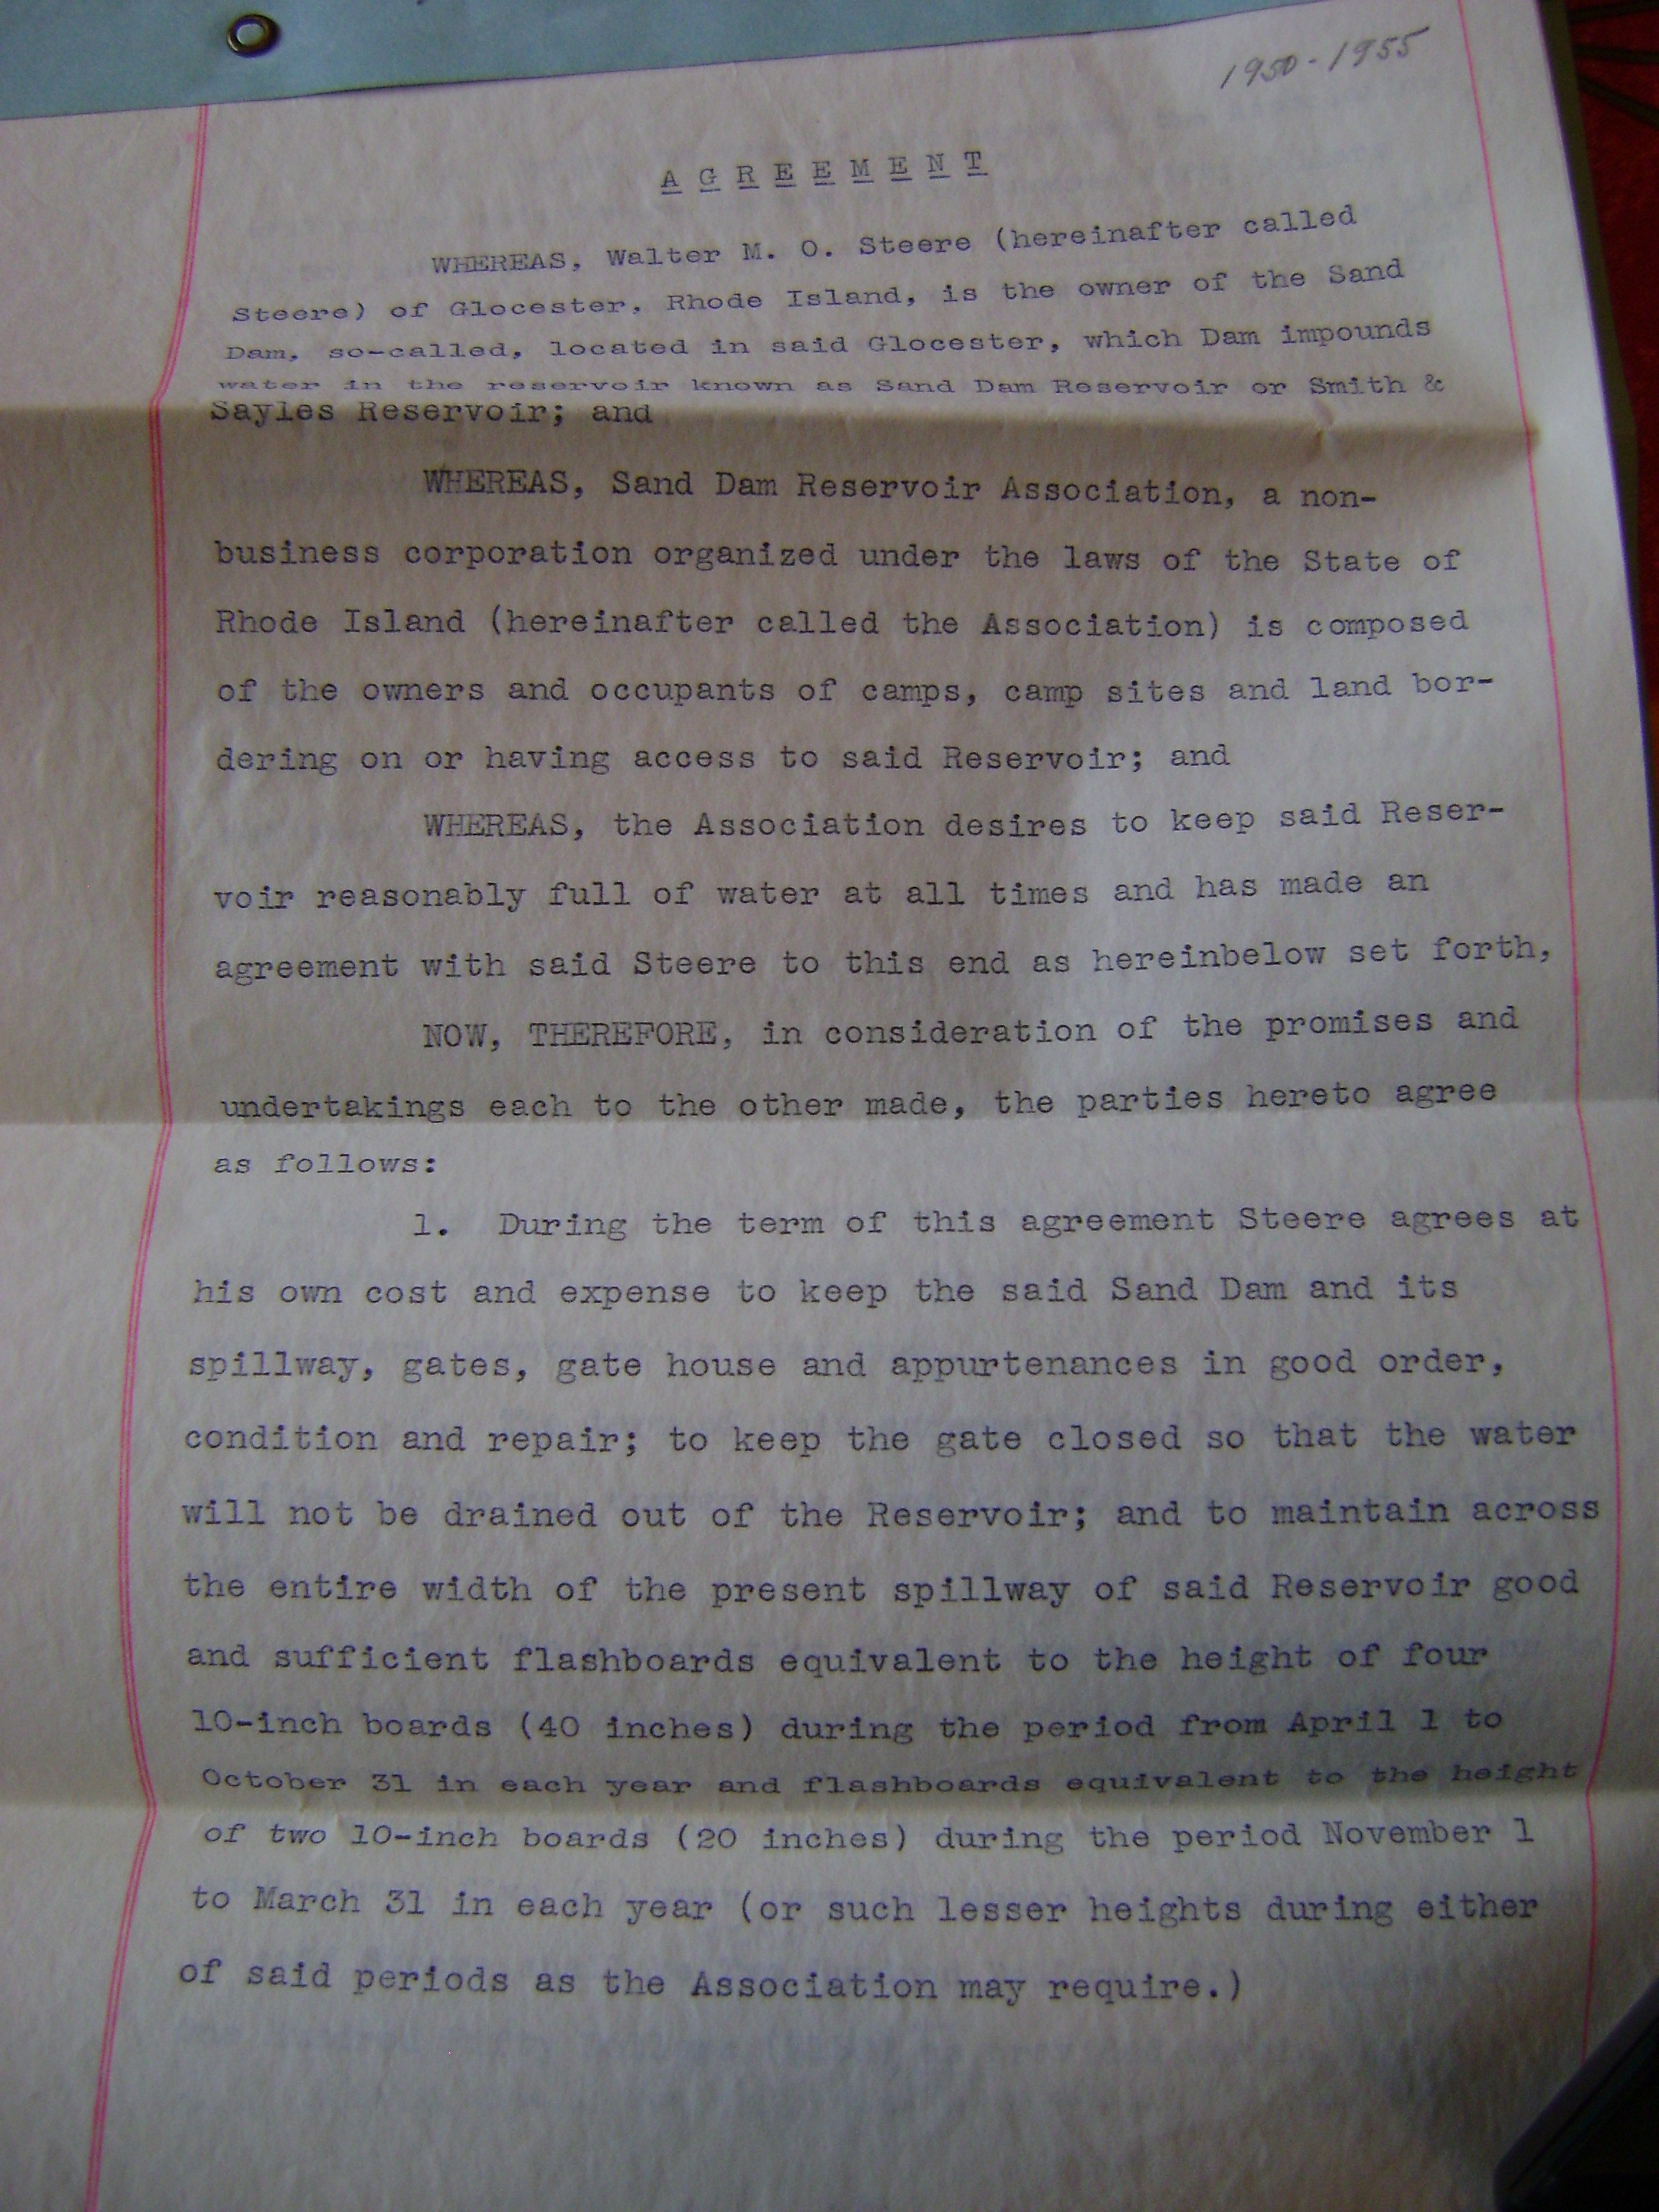 1950-1955
AGREEMENT
WHEREAS, Walter M. O. Steere (hereinafter called
Steere) of Glocester, Rhode Island, is the owner of the Sand
Dam, so-called, located in said Glocester, which Dam impounds
water in the reservoir known as Sand Dam Reservoir or Smith &
Sayles Reservoir; and
WHEREAS, Sand Dam Reservoir Association, a non-
business corporation organized under the laws of the State of
Rhode Island (hereinafter called the Association) is composed
of the owners and occupants of camps, camp sites and land bor-
dering on or having access to said Reservoir; and
WHEREAS, the Association desires to keep said Reser-
voir reasonably full of water at all times and has made an
agreement with said Steere to this end as hereinbelow set forth,
NOW, THEREFORE, in consideration of the promises and
undertakings each to the other made, the parties hereto agree
as follows:
1. During the term of this agreement Steere agrees at
his own cost and expense to keep the said Sand Dam and its
spillway, gates, gate house and appurtenances in good order,
condition and repair; to keep the gate closed so that the water
will not be drained out of the Reservoir; and to maintain across
the entire width of the present spillway of said Reservoir good
and sufficient flashboards equivalent to the height of four
10-inch boards (40 inches) during the period from April 1 to
October 31 in each year and flashboards equivalent to the height
of two 10-inch boards (20 inches) during the period November 1
to March 31 in each year (or such lesser heights during either
of said periods as the Association may require.)